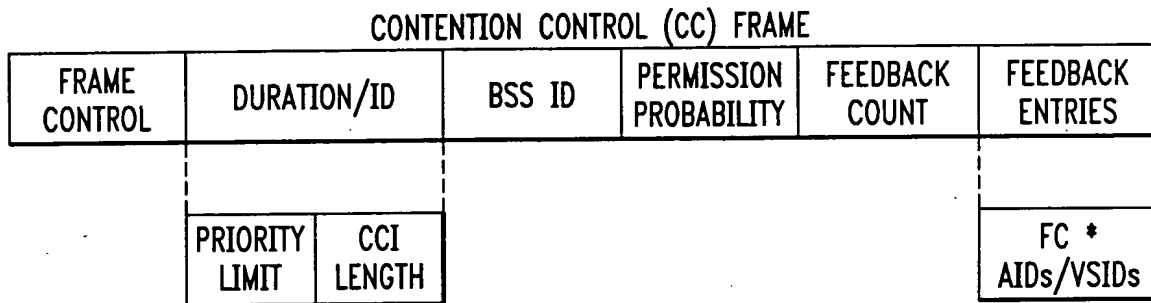 CONTENTION CONTROL (CC) FRAME
FRAME CONTROL
DURATION/ID
BSS ID
PERMISSION PROBABILITY
FEEDBACK COUNT
FEEDBACK ENTRIES
PRIORITY LIMIT
CCI LENGTH
FC *
AIDs/VSIDs